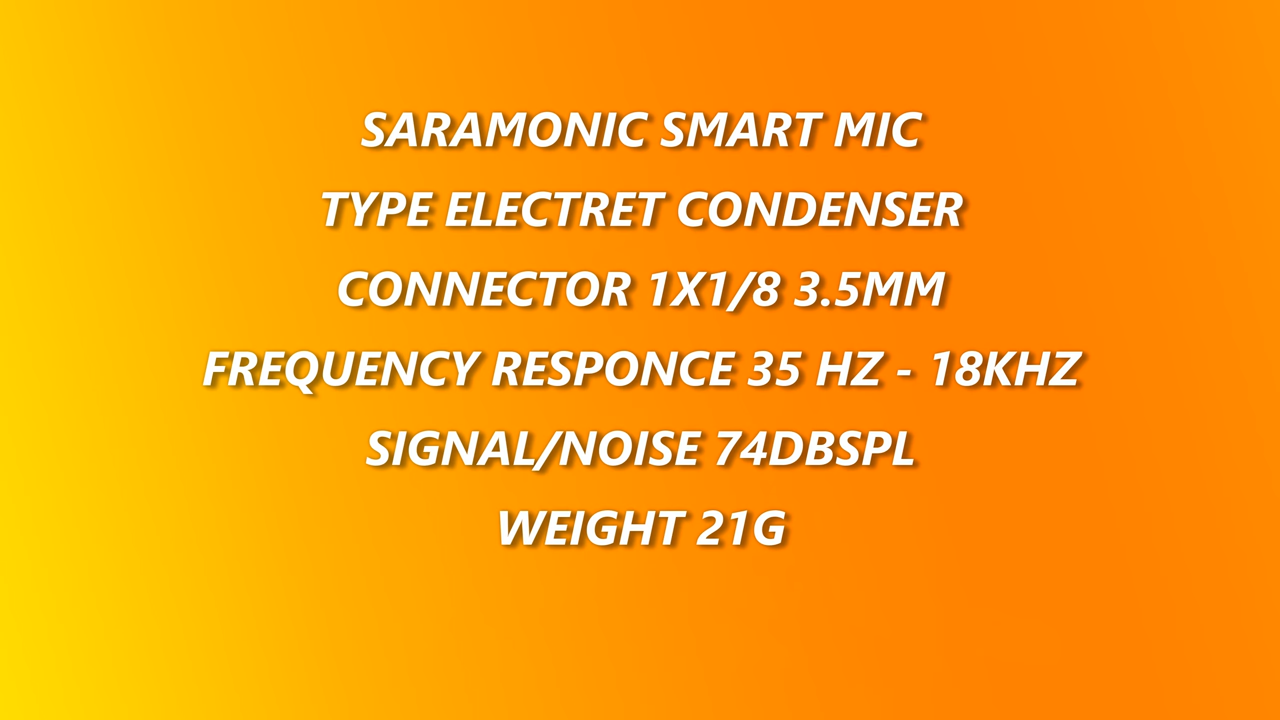 SARAMONIC SMART MIC
TYPE ELECTRET CONDENSER
CONNECTOR 1X1/8 3.5MM
FREQUENCY RESPONCE 35 HZ - 18KHZ
SIGNAL/NOISE 74DBSPL
WEIGHT 21G